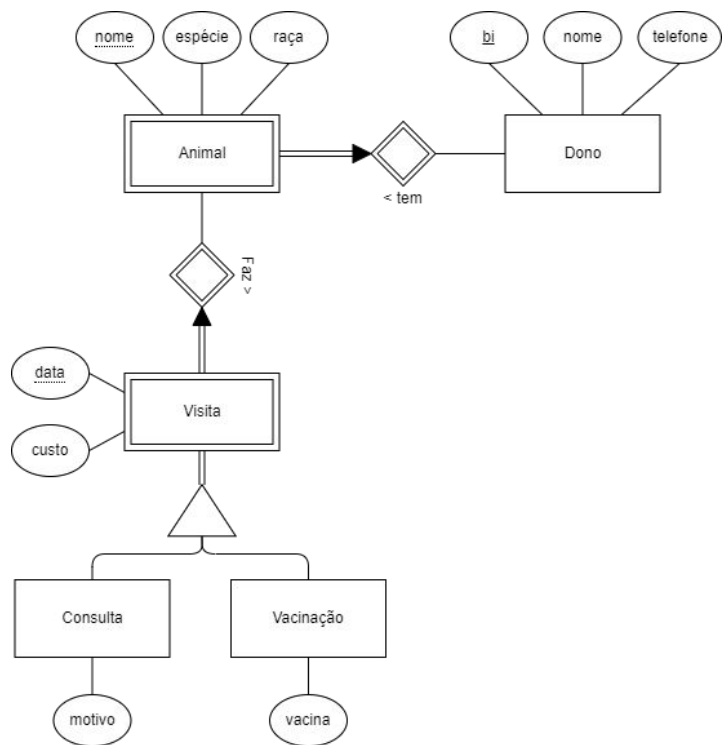 nome
espécie
raça
bi
nome
telefone
Animal
Dono
< tem
Faz >
data
Visita
custo
Consulta
Vacinação
motivo
vacina